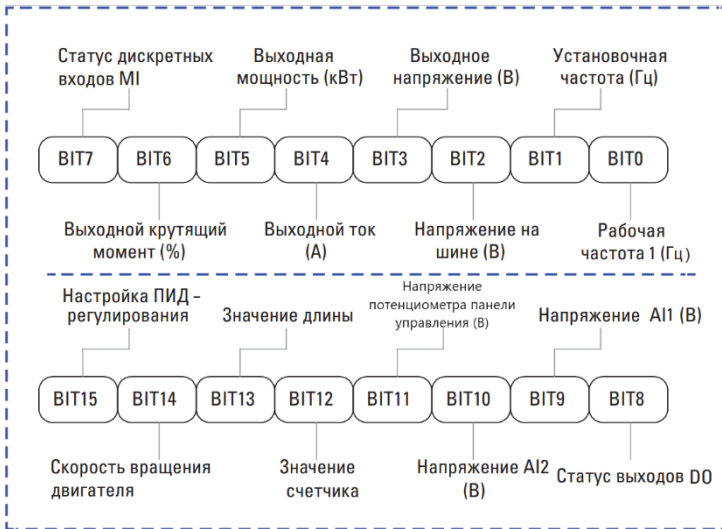 Статус дискретных
входов MI
Выходная
мощность (кВт)
Выходное
напряжение (В)
Установочная
частота (Гц)
BIT7
BIT6
BIT5
BIT4
BIT3
BIT2
BIT1
BIT0
Выходной крутящий
момент (%)
Выходной ток
(А)
Напряжение на
шине (В)
Рабочая
частота 1 (Гц)
Настройка ПИД –
регулирования
Значение длины
Напряжение
потенциометра панели
управления (В)
Напряжение AI1 (В)
BIT15
BIT14
BIT13
BIT12
BIT11
BIT10
BIT9
BIT8
Скорость вращения
двигателя
Значение
счетчика
Напряжение AI2
(В)
Статус выходов DO